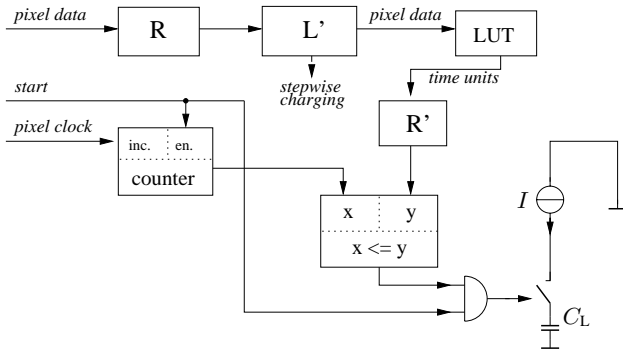 pixel data
R
L'
pixel data
LUT
stepwise
charging
time units
start
pixel clock
R'
inc.
en.
counter
x
y
x <= y
I
C_L